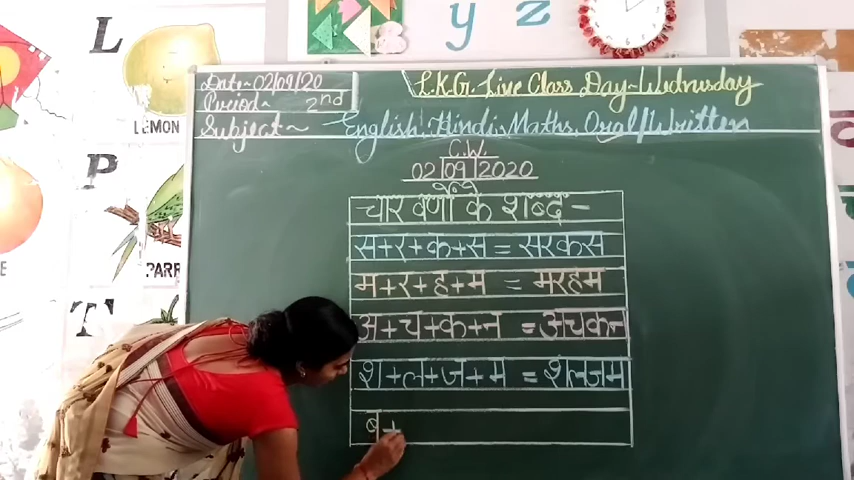 y z
L
LEMON
P
PARR
T
E
Date~02/09/20
Period~ 2nd
L.K.G. Live Class Day~Wednusday
Subject~ English, Hindi, Maths, Oral/Written
C.W.
02/09/2020
चार वर्णों के शब्द –
स+र+क+स = सरकस
म+र+ह+म = मरहम
अ+च+क+न = अचकन
श+ल+ज+म = शलजम
ब+